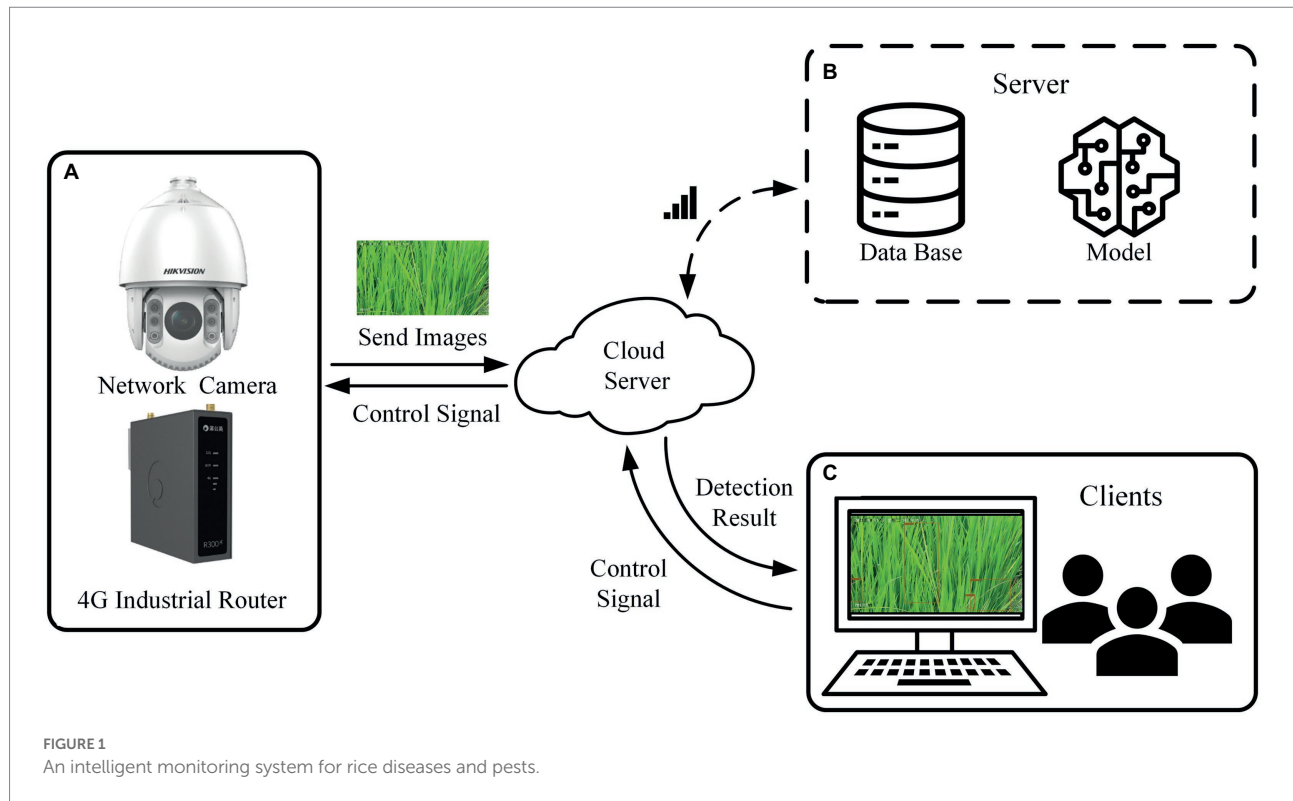 A
HIKVISION
Network Camera
R300
4G Industrial Router
Send Images
Control Signal
Cloud
Server
B
Server
Data Base
Model
Detection
Result
Control
Signal
C
Clients
FIGURE 1
An intelligent monitoring system for rice diseases and pests.